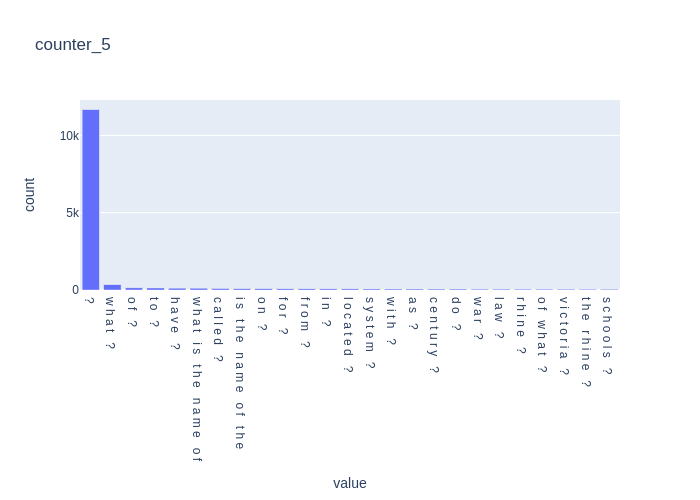 counter_5
10k
5k
0
count
?
what ?
of ?
to ?
have ?
what is the name of
called ?
is the name of the
on ?
for ?
from ?
in ?
located ?
system ?
with ?
as ?
century ?
do ?
war ?
law ?
rhine ?
of what ?
victoria ?
the rhine ?
schools ?
value